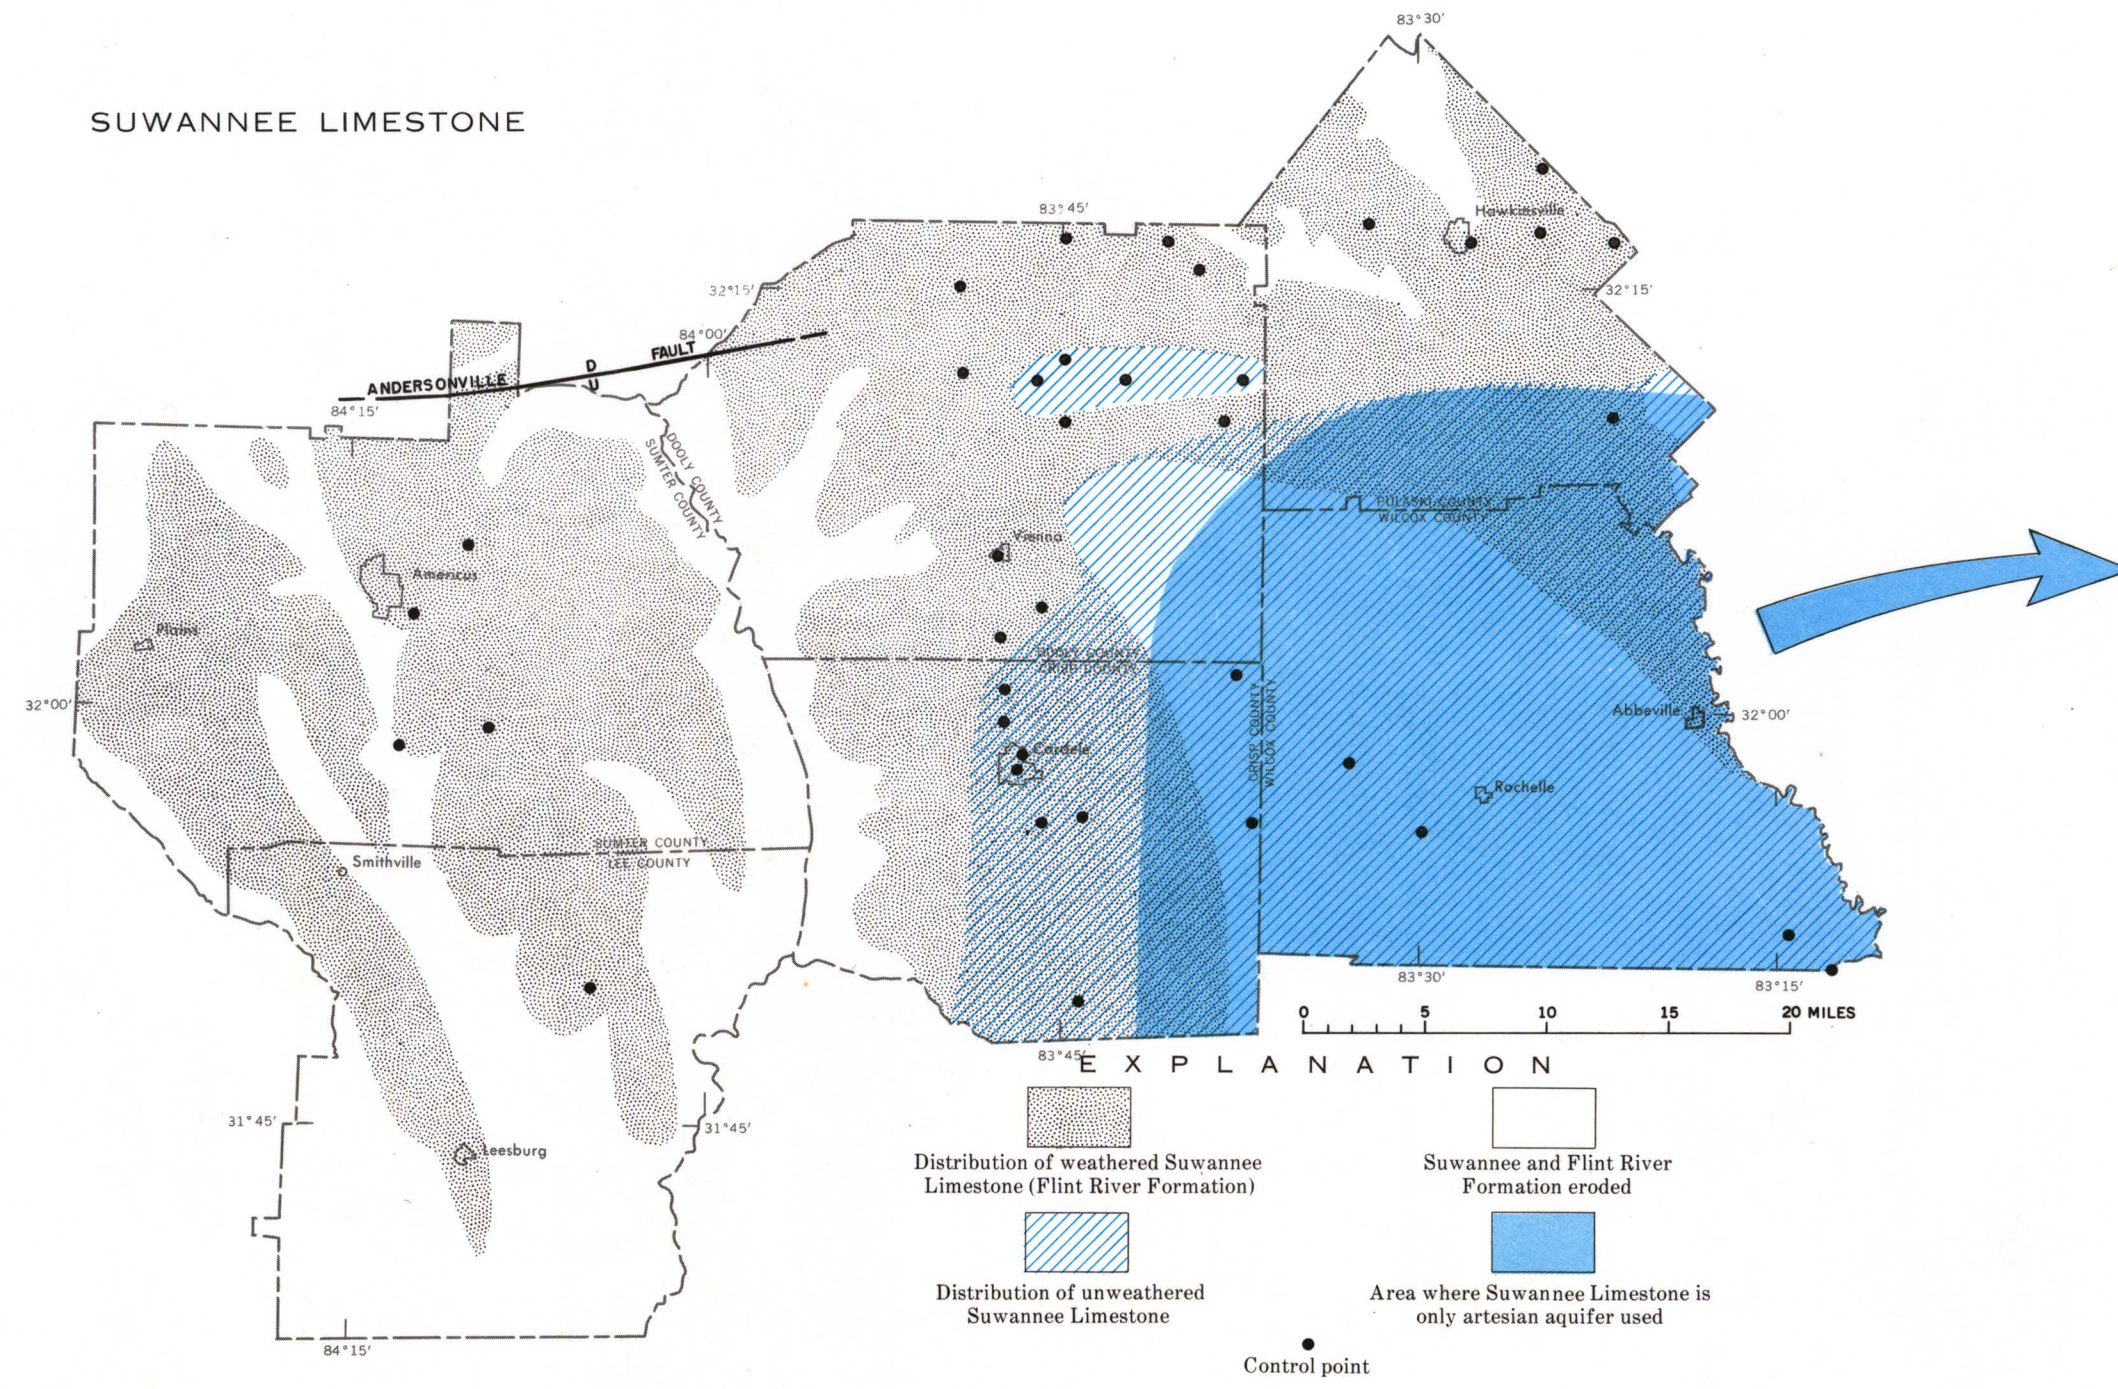 83°30′
SUWANNEE LIMESTONE
83°45′
Hawkinsville
32°15′
32°15′
84°00′
FAULT
D
U
ANDERSONVILLE
84°15′
DOOLY COUNTY
SUMTER COUNTY
PULASKI COUNTY
WILCOX COUNTY
Vienna
Americus
Plains
DOOLY COUNTY
CRISP COUNTY
32°00′
CRISP COUNTY
WILCOX COUNTY
Abbeville
32°00′
Cordele
Rochelle
SUMTER COUNTY
LEE COUNTY
Smithville
83°30′
83°15′
0 5 10 15 20 MILES
83°45′
EXPLANATION
31°45′
31°45′
Leesburg
Distribution of weathered Suwannee
Limestone (Flint River Formation)
Suwannee and Flint River
Formation eroded
Distribution of unweathered
Suwannee Limestone
Area where Suwannee Limestone is
only artesian aquifer used
84°15′
Control point